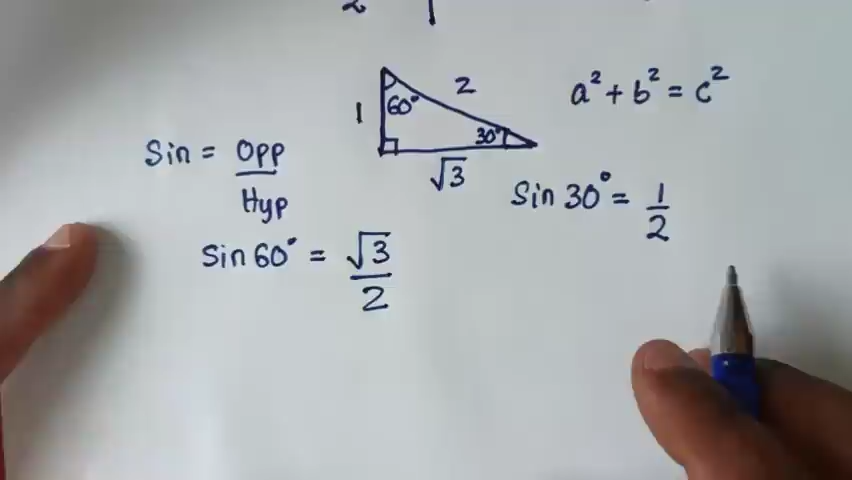 2
1
60°
2
30°
√3
a² + b² = c²
Sin = Opp
Hyp
Sin 30° = 1
2
Sin 60° = √3
2